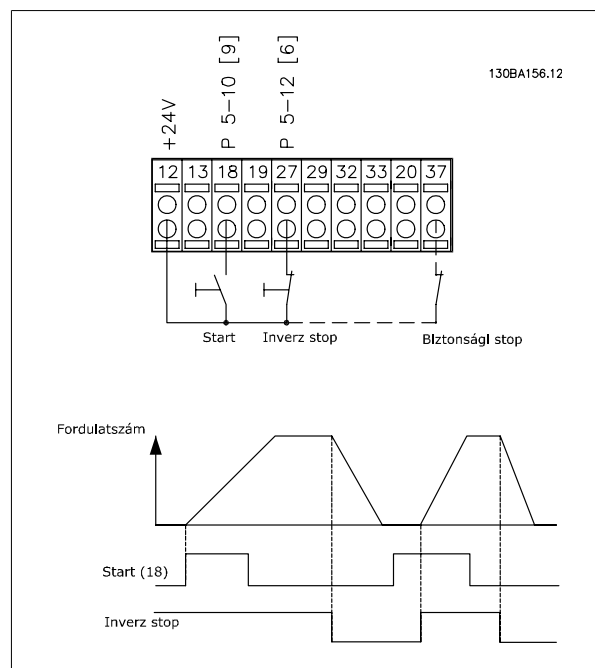 130BA156.12
+24V
P 5-10 [9]
P 5-12 [6]
12 13 18 19 27 29 32 33 20 37
Start
Inverz stop
Biztonsági stop
Fordulatszám
Start (18)
Inverz stop